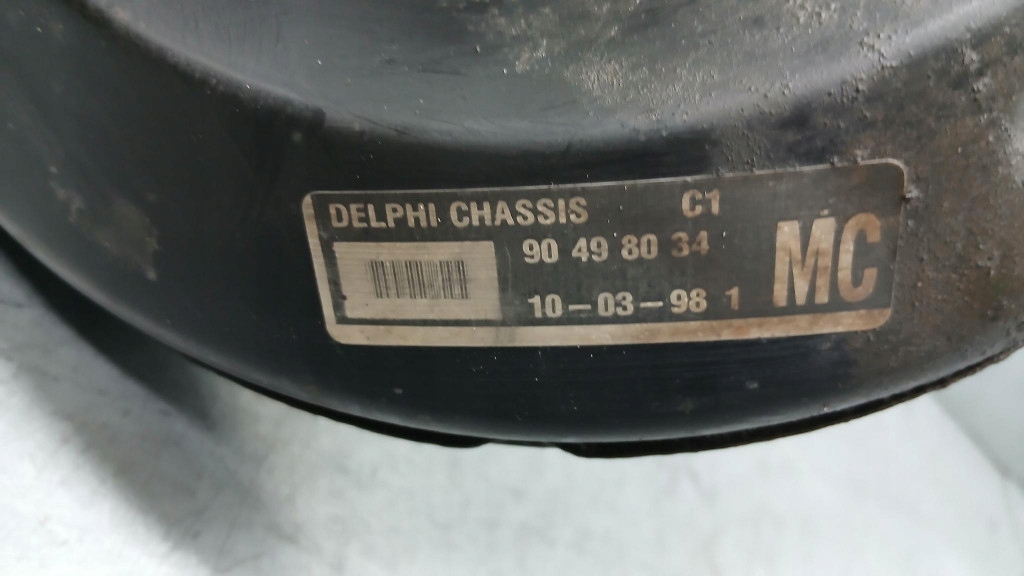 DELPHI CHASSIS C1
90 49 80 34
10-03-98 1
MC